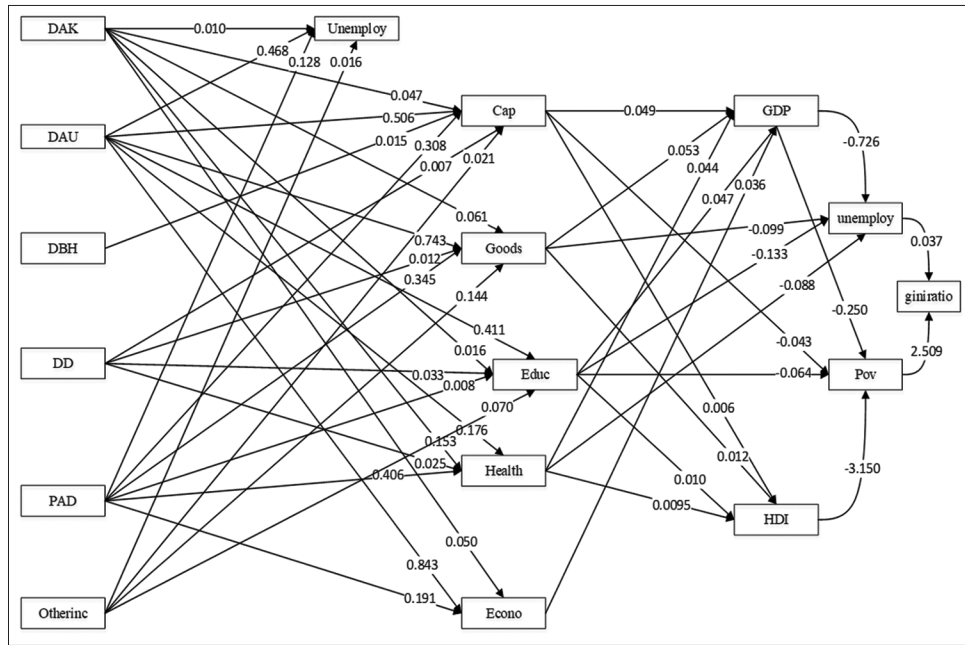 DAK
0.010
Unemploy
0.468
0.128
0.016
0.047
Cap
0.049
GDP
DAU
0.506
0.015
0.308
0.021
0.007
0.053
0.044
-0.726
0.036
0.047
0.061
unemploy
DBH
0.743
Goods
-0.099
0.037
0.012
-0.133
0.345
-0.088
0.144
giniratio
-0.250
0.411
-0.043
2.509
DD
0.016
0.033
Educ
-0.064
Pov
0.008
0.070
0.006
0.176
0.153
0.012
0.025
Health
PAD
0.406
0.010
-3.150
0.0095
HDI
0.050
0.843
0.191
Otherinc
Econo